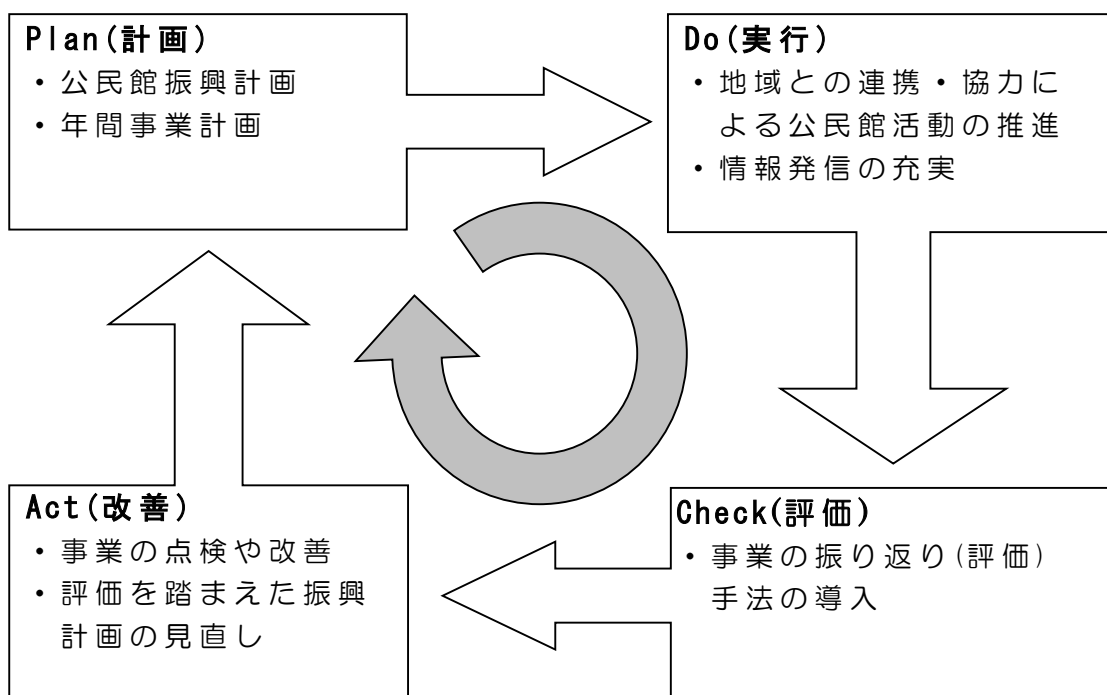 Plan(計画)
・公民館振興計画
・年間事業計画
Do(実行)
・地域との連携・協力に
よる公民館活動の推進
・情報発信の充実
Act(改善)
・事業の点検や改善
・評価を踏まえた振興
計画の見直し
Check(評価)
・事業の振り返り(評価)
手法の導入